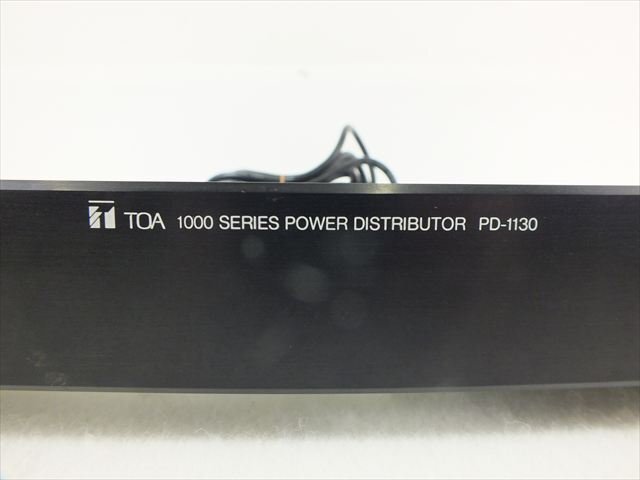 TOA 1000 SERIES POWER DISTRIBUTOR PD-1130